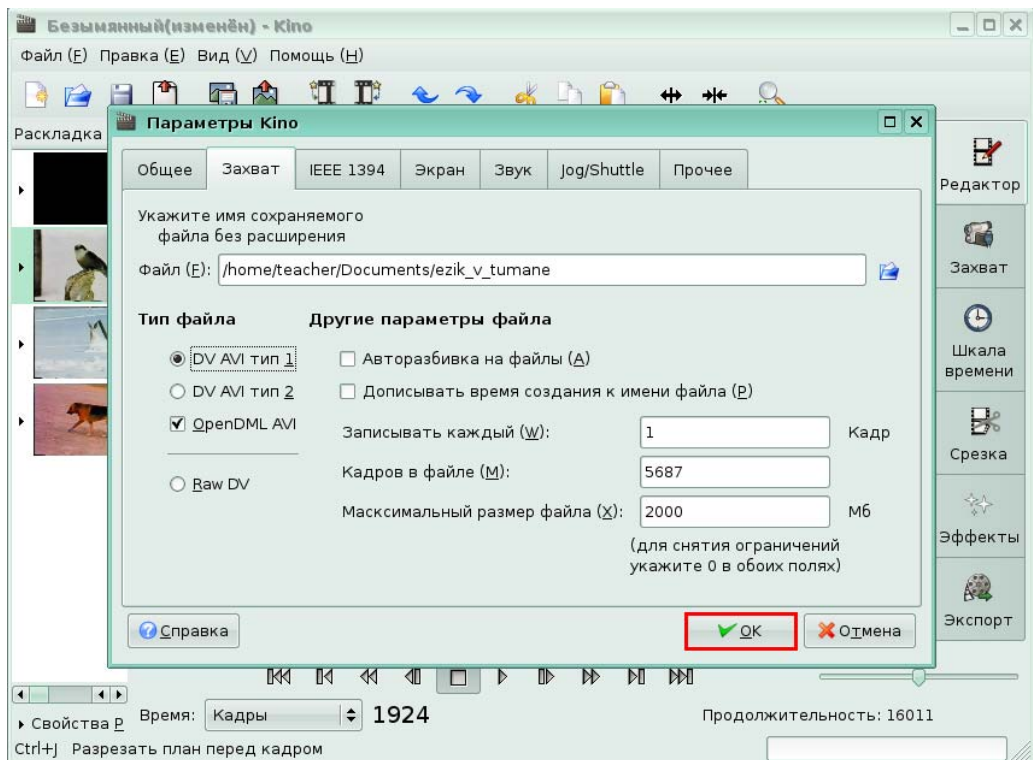 Безымянный(изменён) - Kino
Файл (F) Правка (E) Вид (V) Помощь (H)
Раскладка
Параметры Kino
Общее Захват IEEE 1394 Экран Звук Jog/Shuttle Прочее
Укажите имя сохраняемого
файла без расширения
Файл (F): /home/teacher/Documents/ezik_v_tumane
Тип файла Другие параметры файла
DV AVI тип 1 Авторазбивка на файлы (A)
DV AVI тип 2 Дописывать время создания к имени файла (P)
OpenDML AVI Записывать каждый (W): 1 Кадр
Кадров в файле (M): 5687
Raw DV
Масксимальный размер файла (X): 2000 Мб
(для снятия ограничений
укажите 0 в обоих полях)
Справка OK Отмена
Редактор
Захват
Шкала
времени
Срезка
Эффекты
Экспорт
Свойства P Время: Кадры 1924 Продолжительность: 16011
Ctrl+J Разрезать план перед кадром